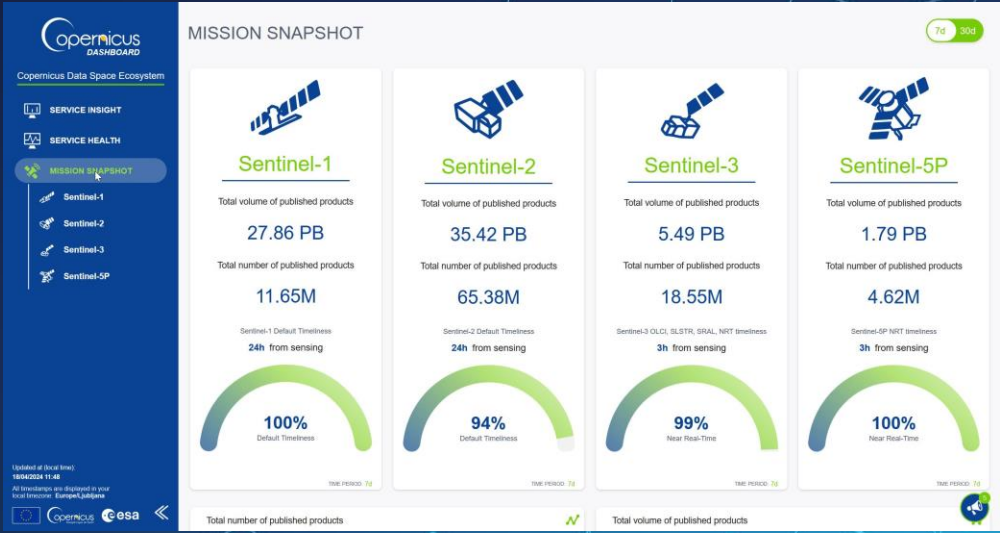 Copernicus
DASHBOARD
Copernicus Data Space Ecosystem
SERVICE INSIGHT
SERVICE HEALTH
MISSION SNAPSHOT
Sentinel-1
Sentinel-2
Sentinel-3
Sentinel-5P
Updated at (local time):
18/04/2024 11:48
All timestamps are displayed in your
local timezone: Europe/Ljubljana
Copernicus
esa
MISSION SNAPSHOT
7d 30d
Sentinel-1
Total volume of published products
27.86 PB
Total number of published products
11.65M
Sentinel-1 Default Timeliness
24h from sensing
100%
Default Timeliness
TIME PERIOD: 7d
Sentinel-2
Total volume of published products
35.42 PB
Total number of published products
65.38M
Sentinel-2 Default Timeliness
24h from sensing
94%
Default Timeliness
TIME PERIOD: 7d
Sentinel-3
Total volume of published products
5.49 PB
Total number of published products
18.55M
Sentinel-3 OLCI, SLSTR, SRAL, NRT timeliness
3h from sensing
99%
Near Real-Time
TIME PERIOD: 7d
Sentinel-5P
Total volume of published products
1.79 PB
Total number of published products
4.62M
Sentinel-5P NRT timeliness
3h from sensing
100%
Near Real-Time
TIME PERIOD: 7d
Total number of published products
Total volume of published products